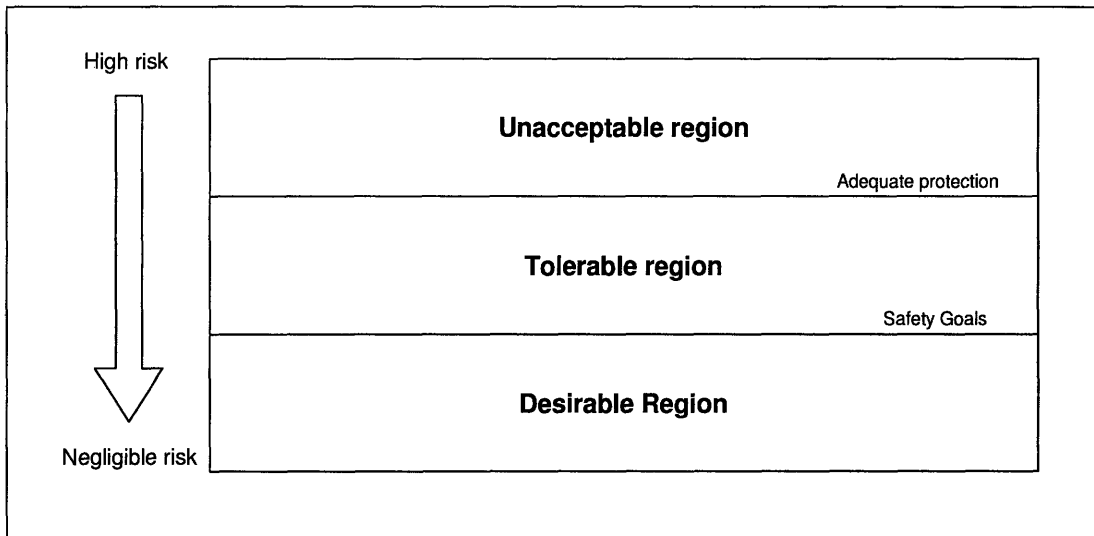 High risk
Unacceptable region
Adequate protection
Tolerable region
Safety Goals
Desirable Region
Negligible risk